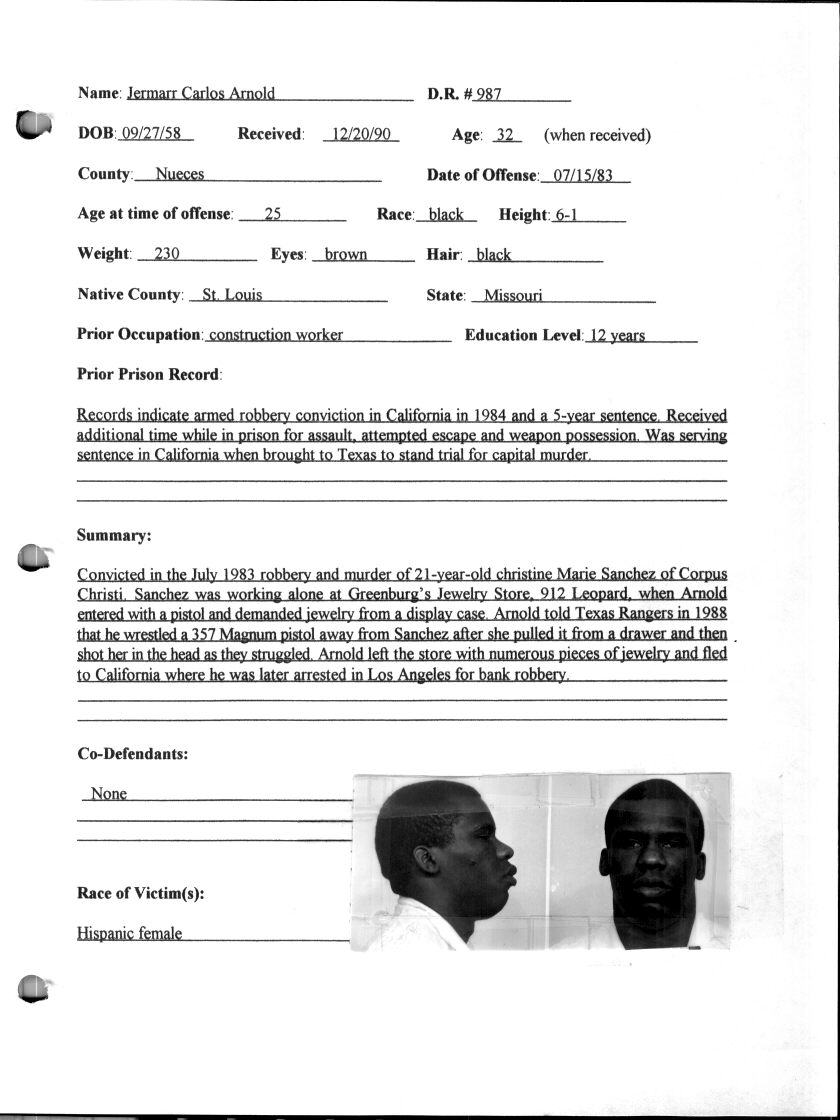 Name: Jermarr Carlos Arnold D.R. # 987
DOB: 09/27/58 Received: 12/20/90 Age: 32 (when received)
County: Nueces Date of Offense: 07/15/83
Age at time of offense: 25 Race: black Height: 6-1
Weight: 230 Eyes: brown Hair: black
Native County: St. Louis State: Missouri
Prior Occupation: construction worker Education Level: 12 years
Prior Prison Record:
Records indicate armed robbery conviction in California in 1984 and a 5-year sentence. Received
additional time while in prison for assault, attempted escape and weapon possession. Was serving
sentence in California when brought to Texas to stand trial for capital murder.
Summary:
Convicted in the July 1983 robbery and murder of 21-year-old christine Marie Sanchez of Corpus
Christi. Sanchez was working alone at Greenburg's Jewelry Store, 912 Leopard, when Arnold
entered with a pistol and demanded jewelry from a display case. Arnold told Texas Rangers in 1988
that he wrestled a 357 Magnum pistol away from Sanchez after she pulled it from a drawer and then
shot her in the head as they struggled. Arnold left the store with numerous pieces of jewelry and fled
to California where he was later arrested in Los Angeles for bank robbery.
Co-Defendants:
None
Race of Victim(s):
Hispanic female